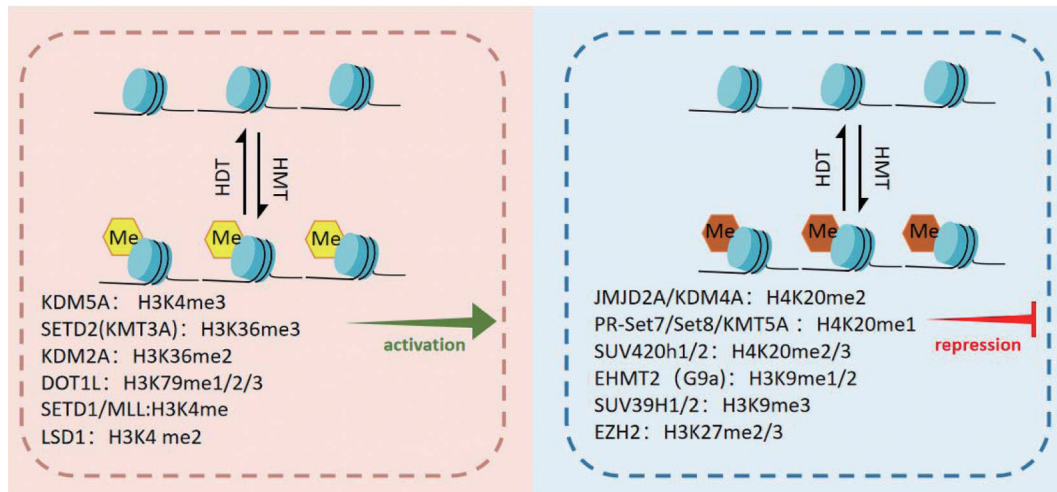 HDT
HMT
Me
Me
Me
KDM5A： H3K4me3
SETD2(KMT3A)： H3K36me3
KDM2A： H3K36me2
DOT1L： H3K79me1/2/3
SETD1/MLL:H3K4me
LSD1： H3K4 me2
activation
HDT
HMT
Me
Me
Me
JMJD2A/KDM4A： H4K20me2
PR-Set7/Set8/KMT5A ： H4K20me1
SUV420h1/2： H4K20me2/3
EHMT2（G9a)： H3K9me1/2
SUV39H1/2： H3K9me3
EZH2： H3K27me2/3
repression